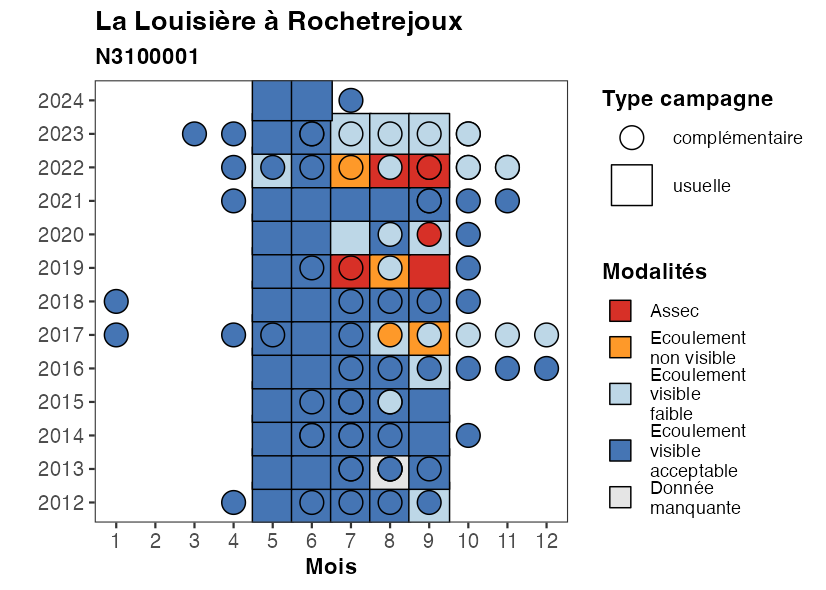 La Louisière à Rochetrejoux
N3100001
2024
2023
2022
2021
2020
2019
2018
2017
2016
2015
2014
2013
2012
1 2 3 4 5 6 7 8 9 10 11 12
Mois
Type campagne
complémentaire
usuelle
Modalités
Assec
Ecoulement
non visible
Ecoulement
visible
faible
Ecoulement
visible
acceptable
Donnée
manquante